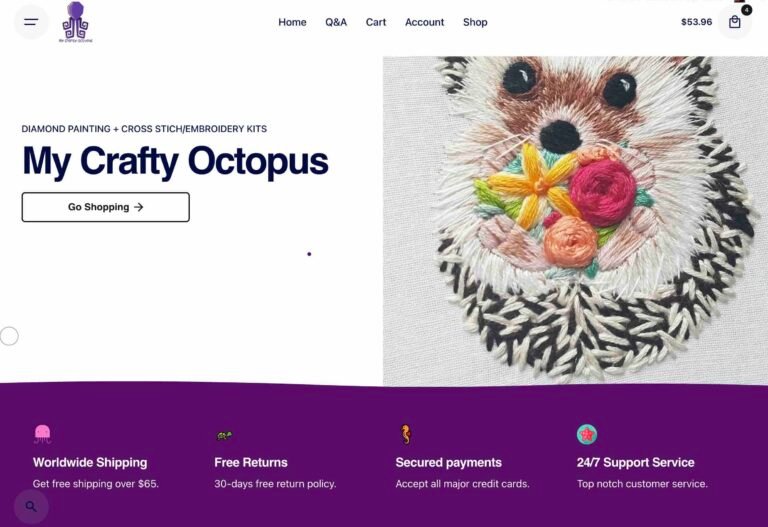 MY CRAFTY OCTOPUS
Home Q&A Cart Account Shop
$53.96
4
DIAMOND PAINTING + CROSS STICH/EMBROIDERY KITS
My Crafty Octopus
Go Shopping →
Worldwide Shipping
Get free shipping over $65.
Free Returns
30-days free return policy.
Secured payments
Accept all major credit cards.
24/7 Support Service
Top notch customer service.